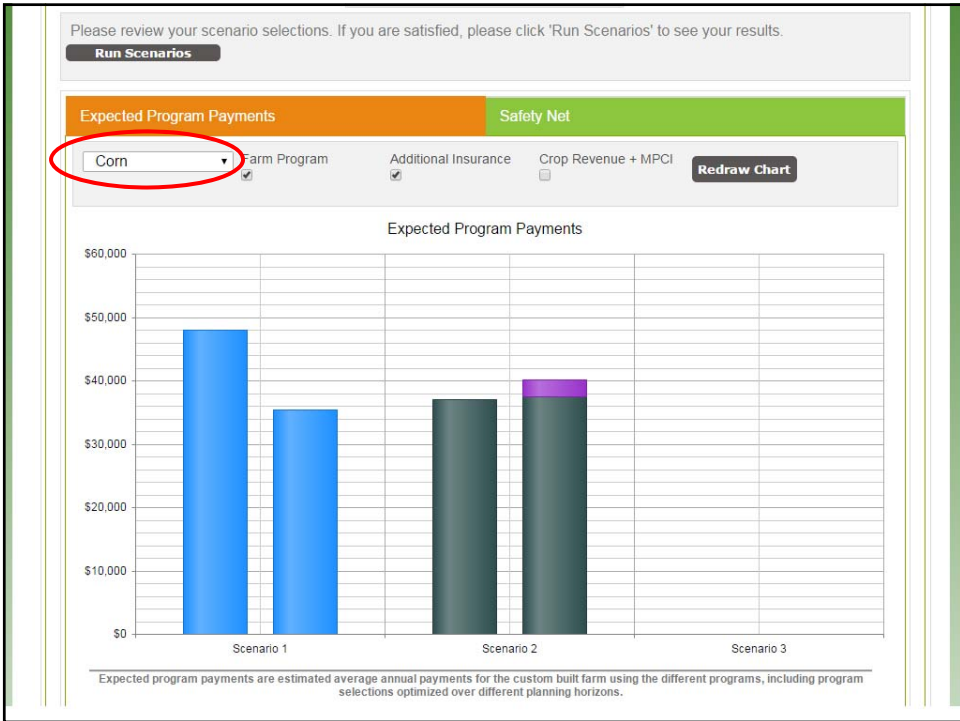 Please review your scenario selections. If you are satisfied, please click 'Run Scenarios' to see your results.
Run Scenarios
Expected Program Payments
Safety Net
Corn
Farm Program
Additional Insurance
Crop Revenue + MPCI
Redraw Chart
Expected Program Payments
$60,000
$50,000
$40,000
$30,000
$20,000
$10,000
$0
Scenario 1
Scenario 2
Scenario 3
Expected program payments are estimated average annual payments for the custom built farm using the different programs, including program
selections optimized over different planning horizons.